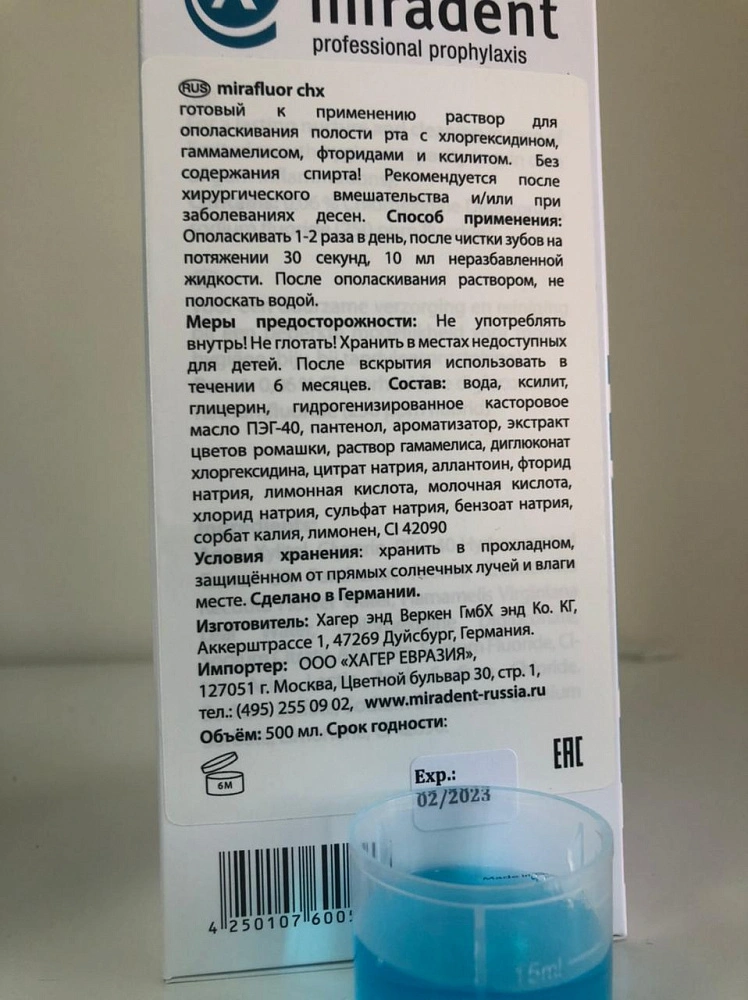 miradent
professional prophylaxis
RUS mirafluor chx
готовый к применению раствор для
ополаскивания полости рта с хлоргексидином,
гаммамелисом, фторидами и ксилитом. Без
содержания спирта! Рекомендуется после
хирургического вмешательства и/или при
заболеваниях десен. Способ применения:
Ополаскивать 1-2 раза в день, после чистки зубов на
потяжении 30 секунд, 10 мл неразбавленной
жидкости. После ополаскивания раствором, не
полоскать водой.
Меры предосторожности: Не употреблять
внутрь! Не глотать! Хранить в местах недоступных
для детей. После вскрытия использовать в
течении 6 месяцев. Состав: вода, ксилит,
глицерин, гидрогенизированное касторовое
масло ПЭГ-40, пантенол, ароматизатор, экстракт
цветов ромашки, раствор гамамелиса, диглюконат
хлоргексидина, цитрат натрия, аллантоин, фторид
натрия, лимонная кислота, молочная кислота,
хлорид натрия, сульфат натрия, бензоат натрия,
сорбат калия, лимонен, CI 42090
Условия хранения: хранить в прохладном,
защищённом от прямых солнечных лучей и влаги
месте. Сделано в Германии.
Изготовитель: Хагер энд Веркен ГмбХ энд Ко. КГ,
Аккерштрассе 1, 47269 Дуйсбург, Германия.
Импортер: ООО «ХАГЕР ЕВРАЗИЯ»,
127051 г. Москва, Цветной бульвар 30, стр. 1,
тел.: (495) 255 09 02, www.miradent-russia.ru
Объём: 500 мл. Срок годности:
6M
EAC
Exp.:
02/2023
4 250107 600
15ml